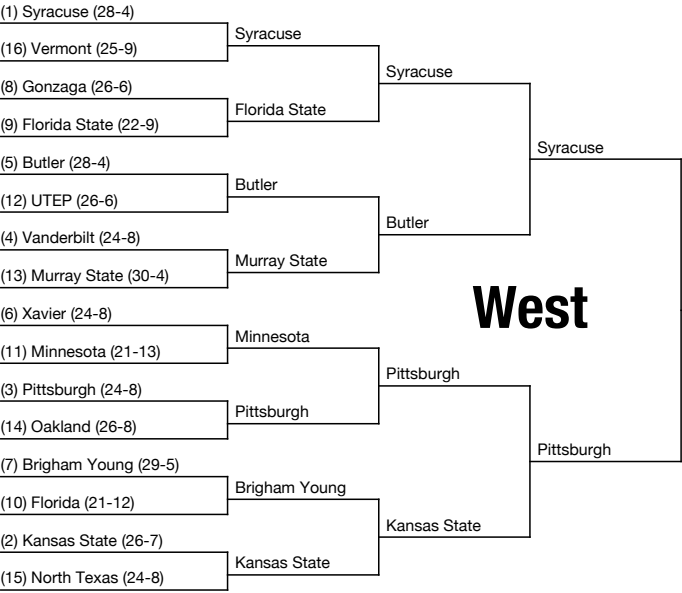 (1) Syracuse (28-4)
(16) Vermont (25-9)
(8) Gonzaga (26-6)
(9) Florida State (22-9)
(5) Butler (28-4)
(12) UTEP (26-6)
(4) Vanderbilt (24-8)
(13) Murray State (30-4)
(6) Xavier (24-8)
(11) Minnesota (21-13)
(3) Pittsburgh (24-8)
(14) Oakland (26-8)
(7) Brigham Young (29-5)
(10) Florida (21-12)
(2) Kansas State (26-7)
(15) North Texas (24-8)
Syracuse
Florida State
Butler
Murray State
Minnesota
Pittsburgh
Brigham Young
Kansas State
Syracuse
Butler
Pittsburgh
Kansas State
Syracuse
Pittsburgh
West